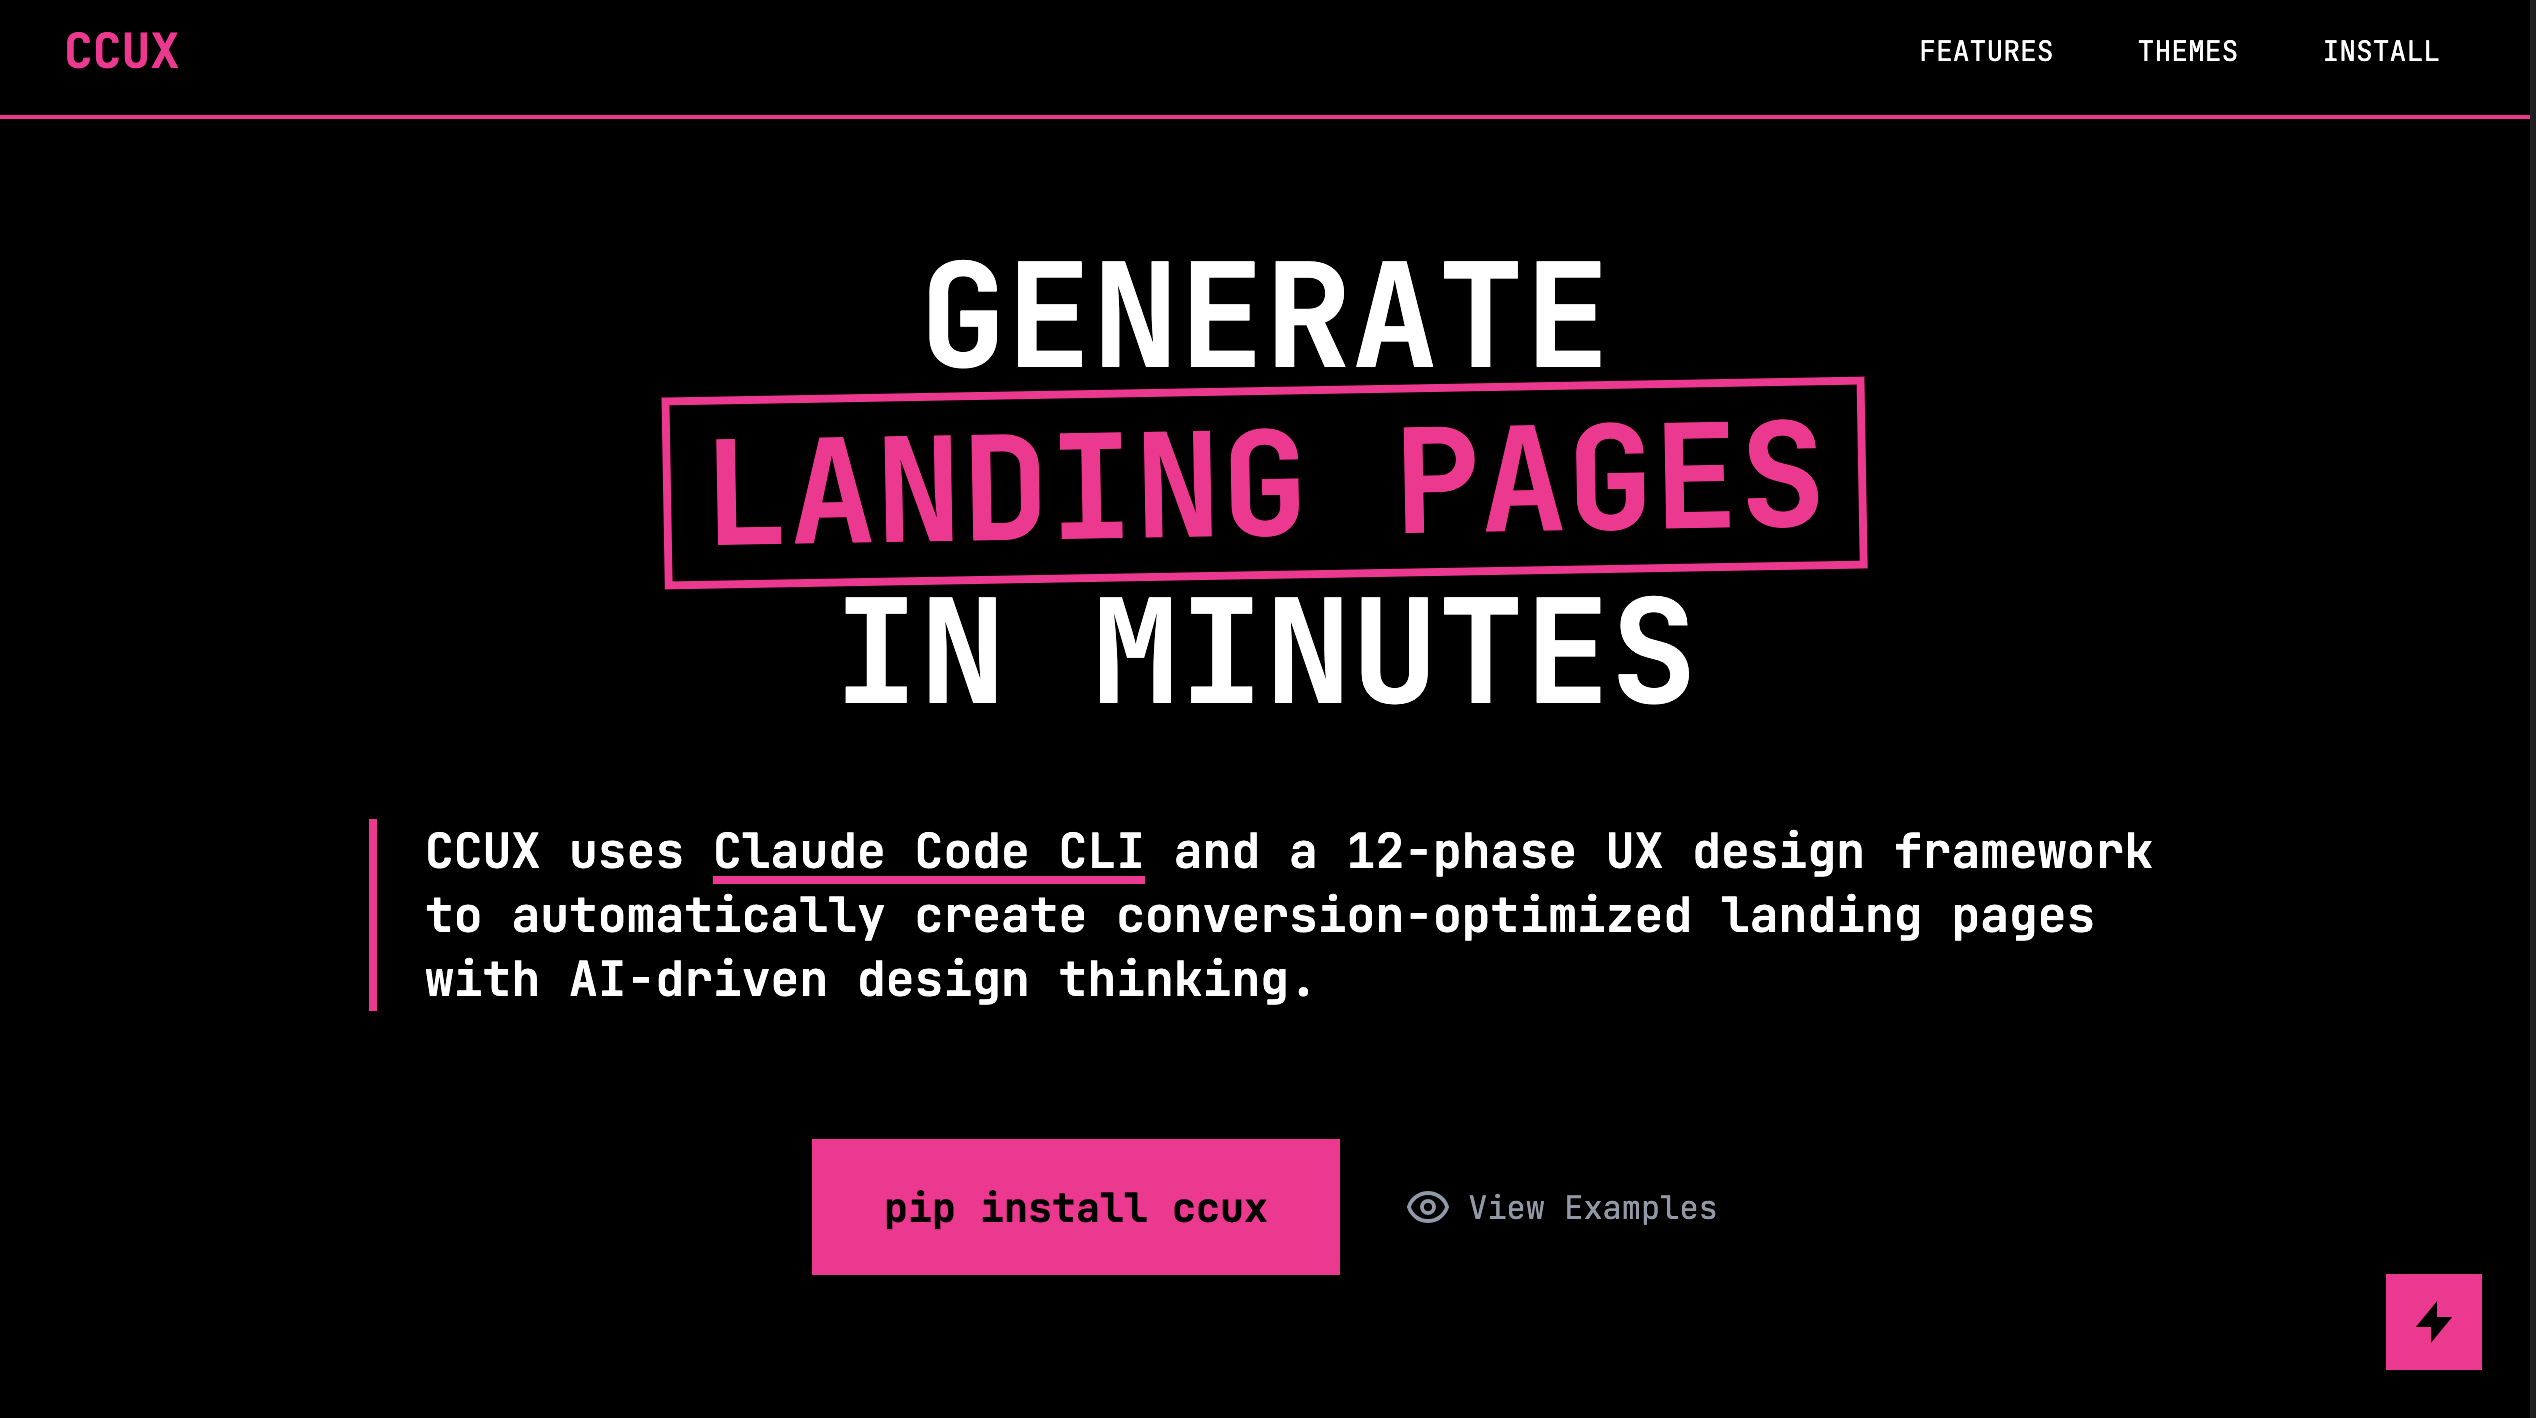 CCUX
FEATURES THEMES INSTALL
GENERATE
LANDING PAGES
IN MINUTES
CCUX uses Claude Code CLI and a 12-phase UX design framework
to automatically create conversion-optimized landing pages
with AI-driven design thinking.
pip install ccux
View Examples